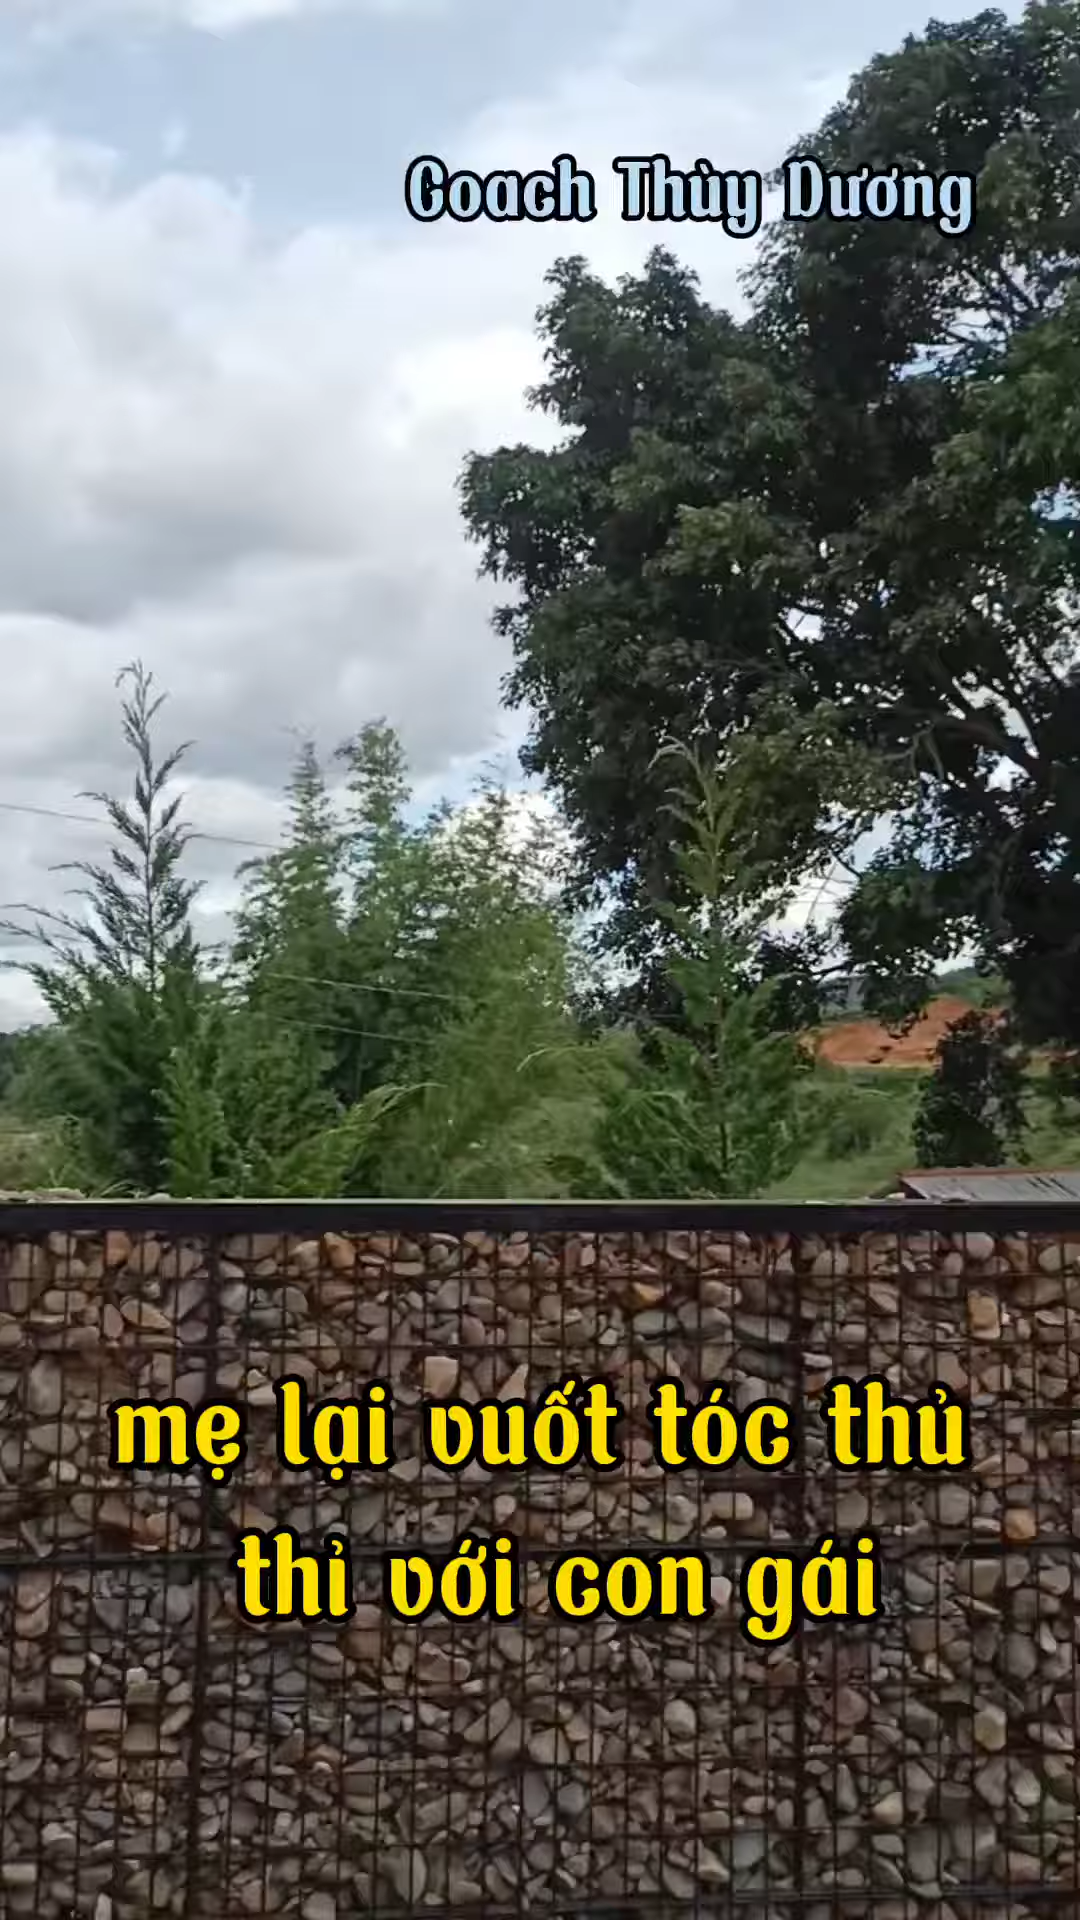 Coach Thùy Dương
mẹ lại vuốt tóc thủ
thỉ với con gái